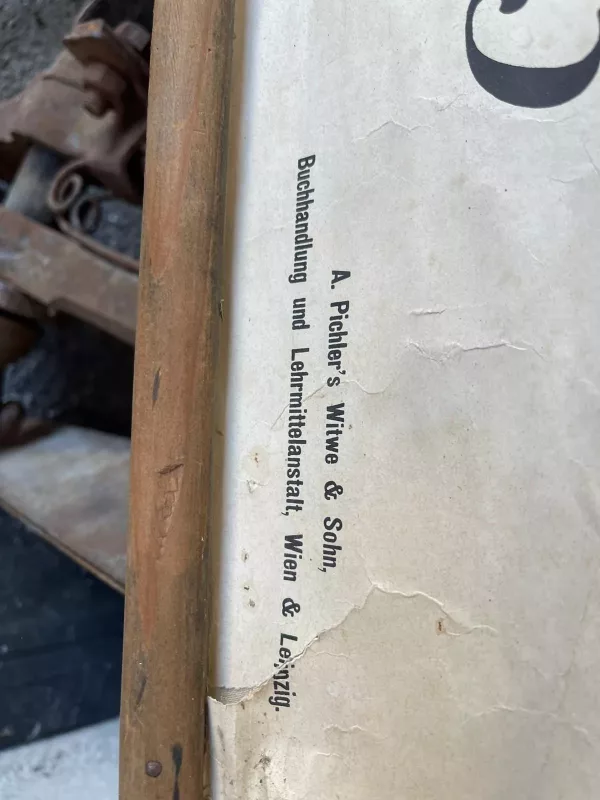 A. Pichler's Witwe & Sohn,
Buchhandlung und Lehrmittelanstalt, Wien & Leipzig.